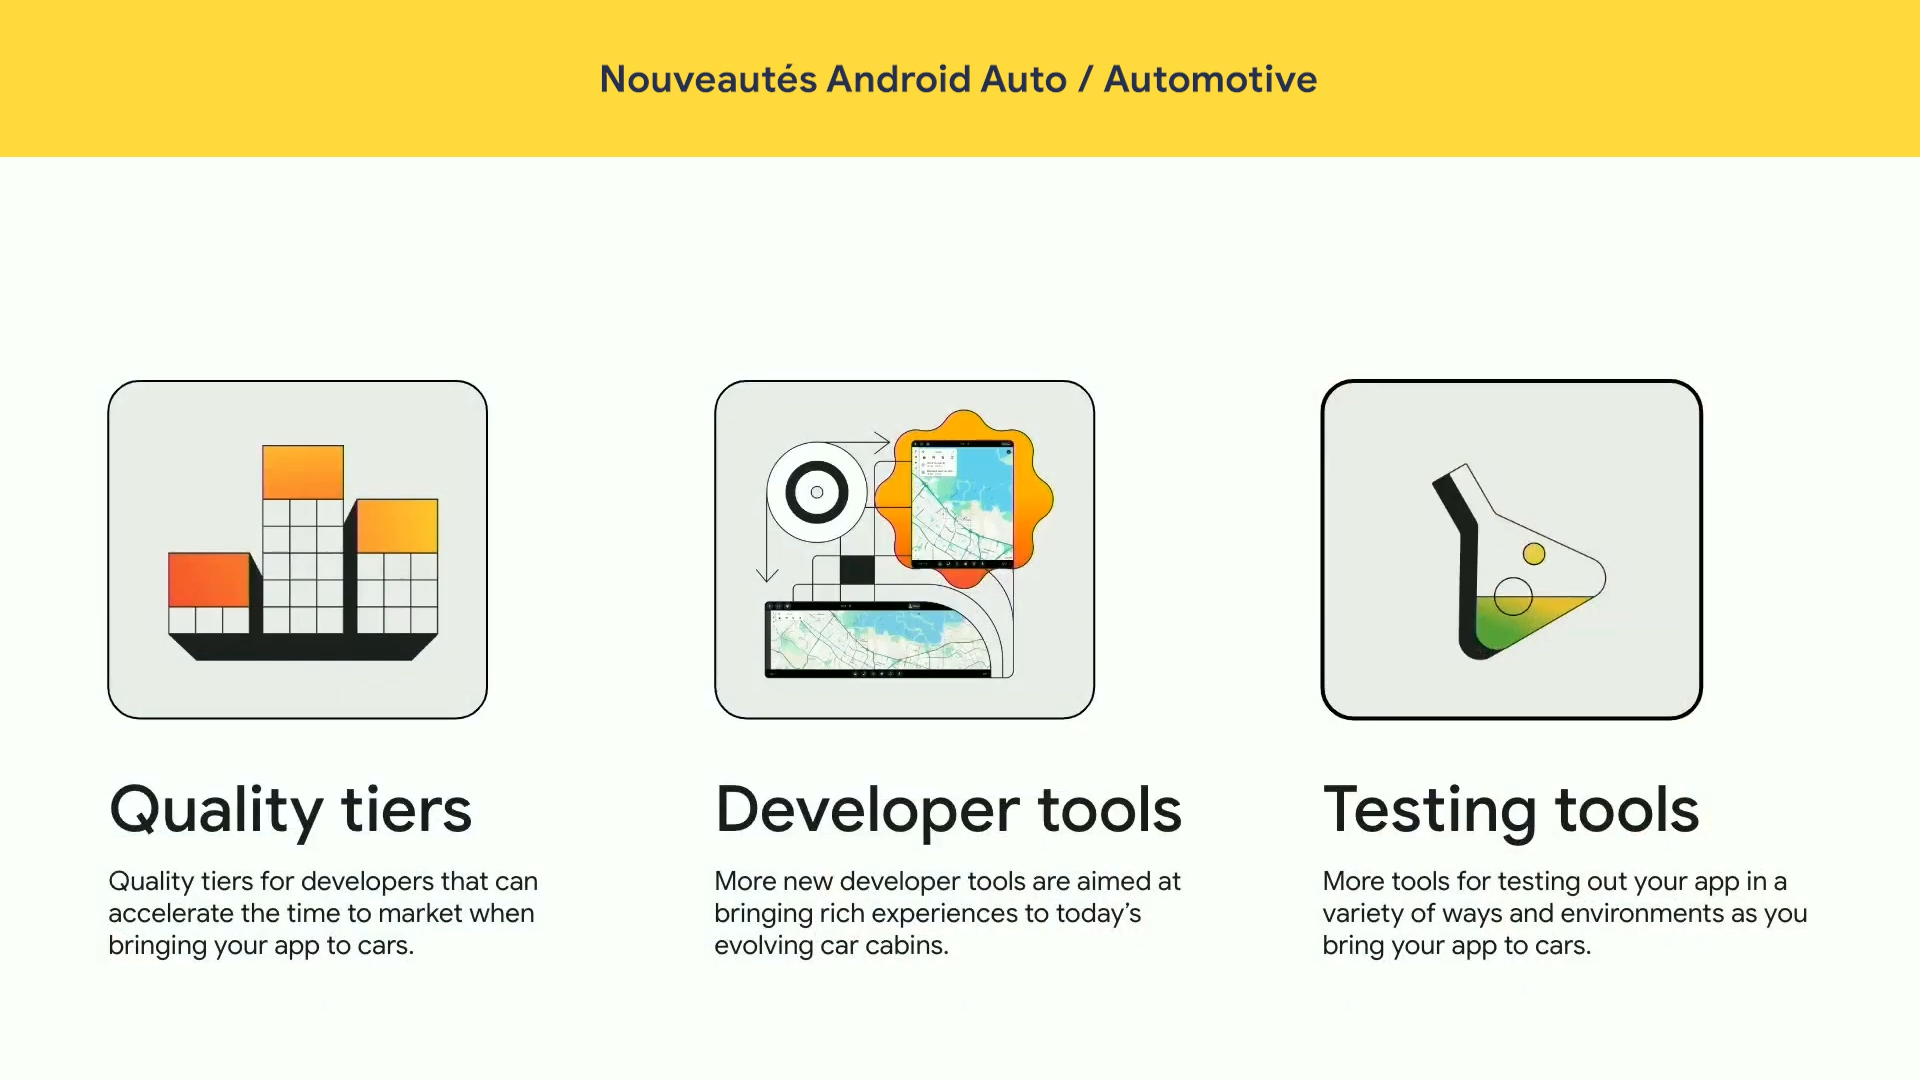 Nouveautés Android Auto / Automotive
Quality tiers
Quality tiers for developers that can
accelerate the time to market when
bringing your app to cars.
Developer tools
More new developer tools are aimed at
bringing rich experiences to today’s
evolving car cabins.
Testing tools
More tools for testing out your app in a
variety of ways and environments as you
bring your app to cars.